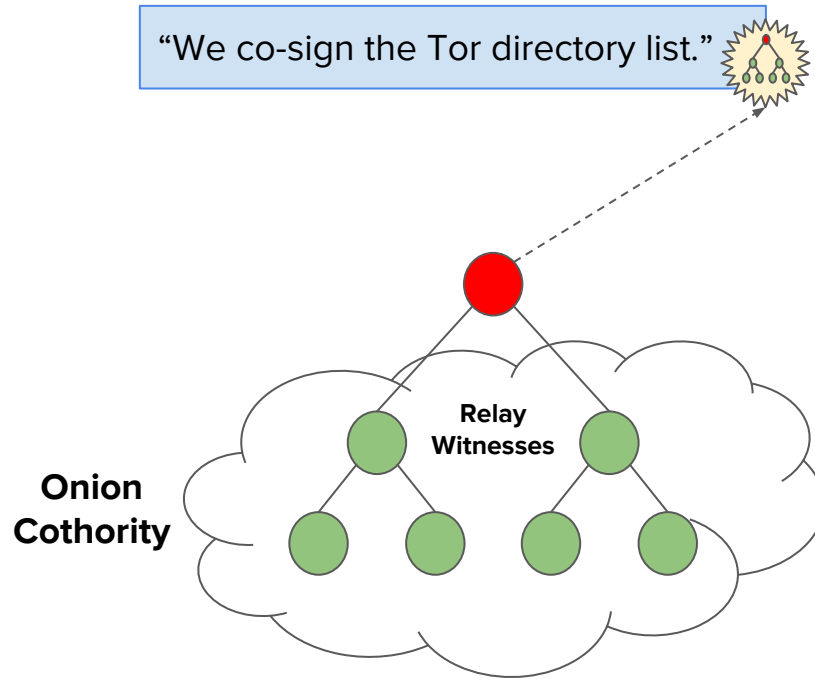 “We co-sign the Tor directory list.”
Relay
Witnesses
Onion
Cothority